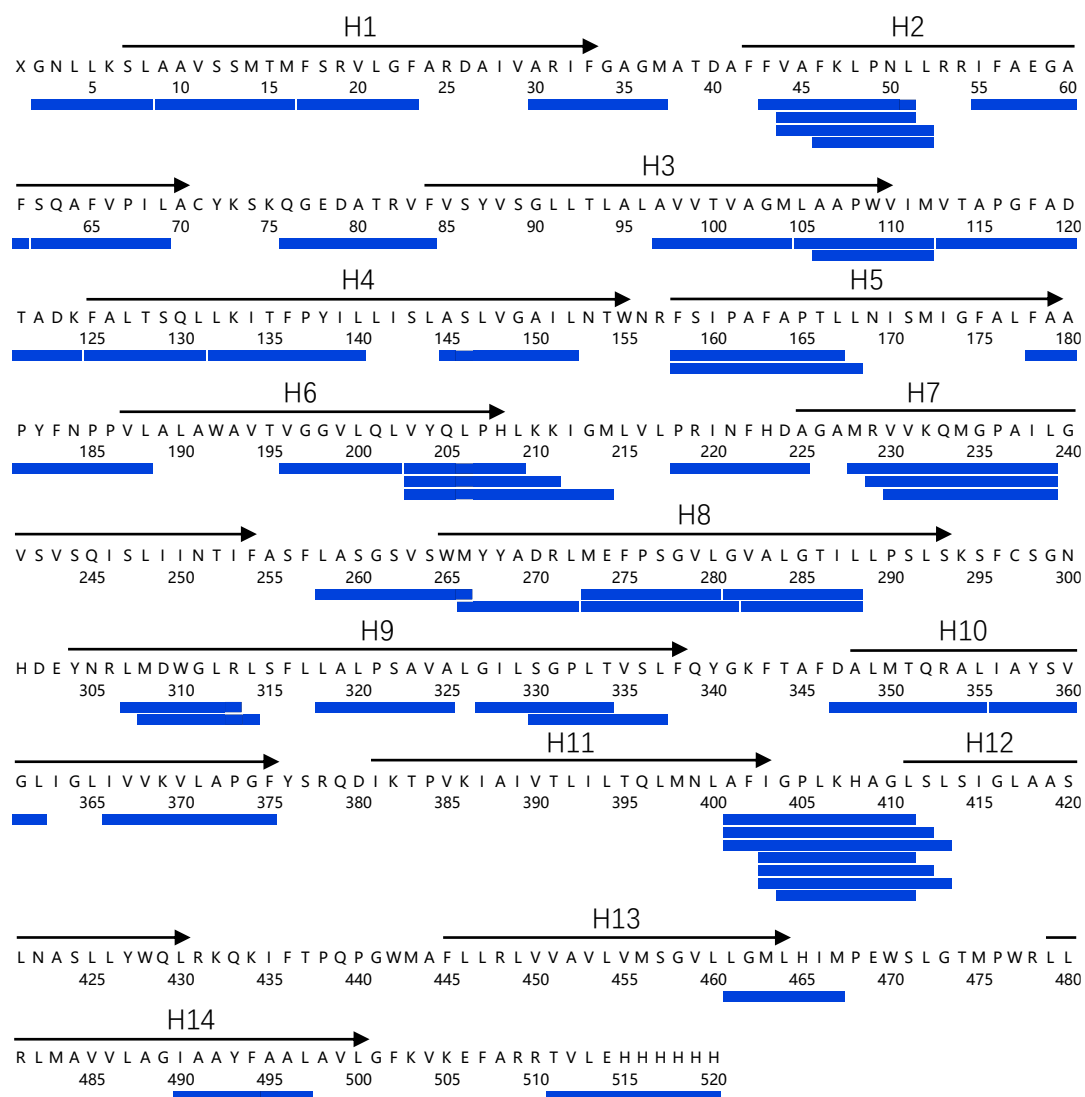 H1 H2
X G N L L K S L A A V S S M T M F S R V L G F A R D A I V A R I F G A G M A T D A F F V A F K L P N L L R R I F A E G A
5 10 15 20 25 30 35 40 45 50 55 60
H3
F S Q A F V P I L A C Y K S K Q G E D A T R V F V S Y V S G L L T L A L A V V T V A G M L A A P W V I M V T A P G F A D
65 70 75 80 85 90 95 100 105 110 115 120
H4 H5
T A D K F A L T S Q L L K I T F P Y I L L I S L A S L V G A I L N T W N R F S I P A F A P T L L N I S M I G F A L F A A
125 130 135 140 145 150 155 160 165 170 175 180
H6 H7
P Y F N P P V L A L A W A V T V G G V L Q L V Y Q L P H L K K I G M L V L P R I N F H D A G A M R V V K Q M G P A I L G
185 190 195 200 205 210 215 220 225 230 235 240
H8
V S V S Q I S L I I N T I F A S F L A S G S V S W M Y Y A D R L M E F P S G V L G V A L G T I L L P S L S K S F C S G N
245 250 255 260 265 270 275 280 285 290 295 300
H9 H10
H D E Y N R L M D W G L R L S F L L A L P S A V A L G I L S G P L T V S L F Q Y G K F T A F D A L M T Q R A L I A Y S V
305 310 315 320 325 330 335 340 345 350 355 360
H11 H12
G L I G L I V V K V L A P G F Y S R Q D I K T P V K I A I V T L I L T Q L M N L A F I G P L K H A G L S L S I G L A A S
365 370 375 380 385 390 395 400 405 410 415 420
H13
L N A S L L Y W Q L R K Q K I F T P Q P G W M A F L L R L V V A V L V M S G V L L G M L H I M P E W S L G T M P W R L L
425 430 435 440 445 450 455 460 465 470 475 480
H14
R L M A V V L A G I A A Y F A A L A V L G F K V K E F A R R T V L E H H H H H H
485 490 495 500 505 510 515 520